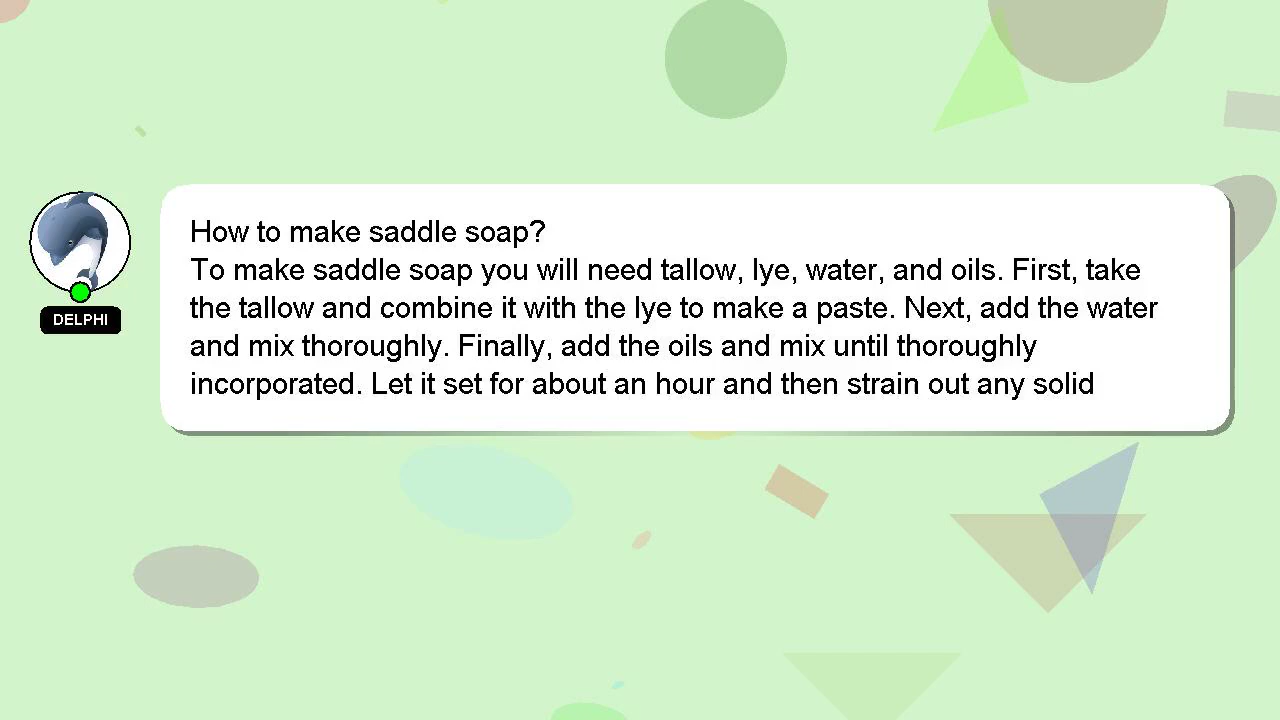 How to make saddle soap?
To make saddle soap you will need tallow, lye, water, and oils. First, take
the tallow and combine it with the lye to make a paste. Next, add the water
and mix thoroughly. Finally, add the oils and mix until thoroughly
incorporated. Let it set for about an hour and then strain out any solid
DELPHI